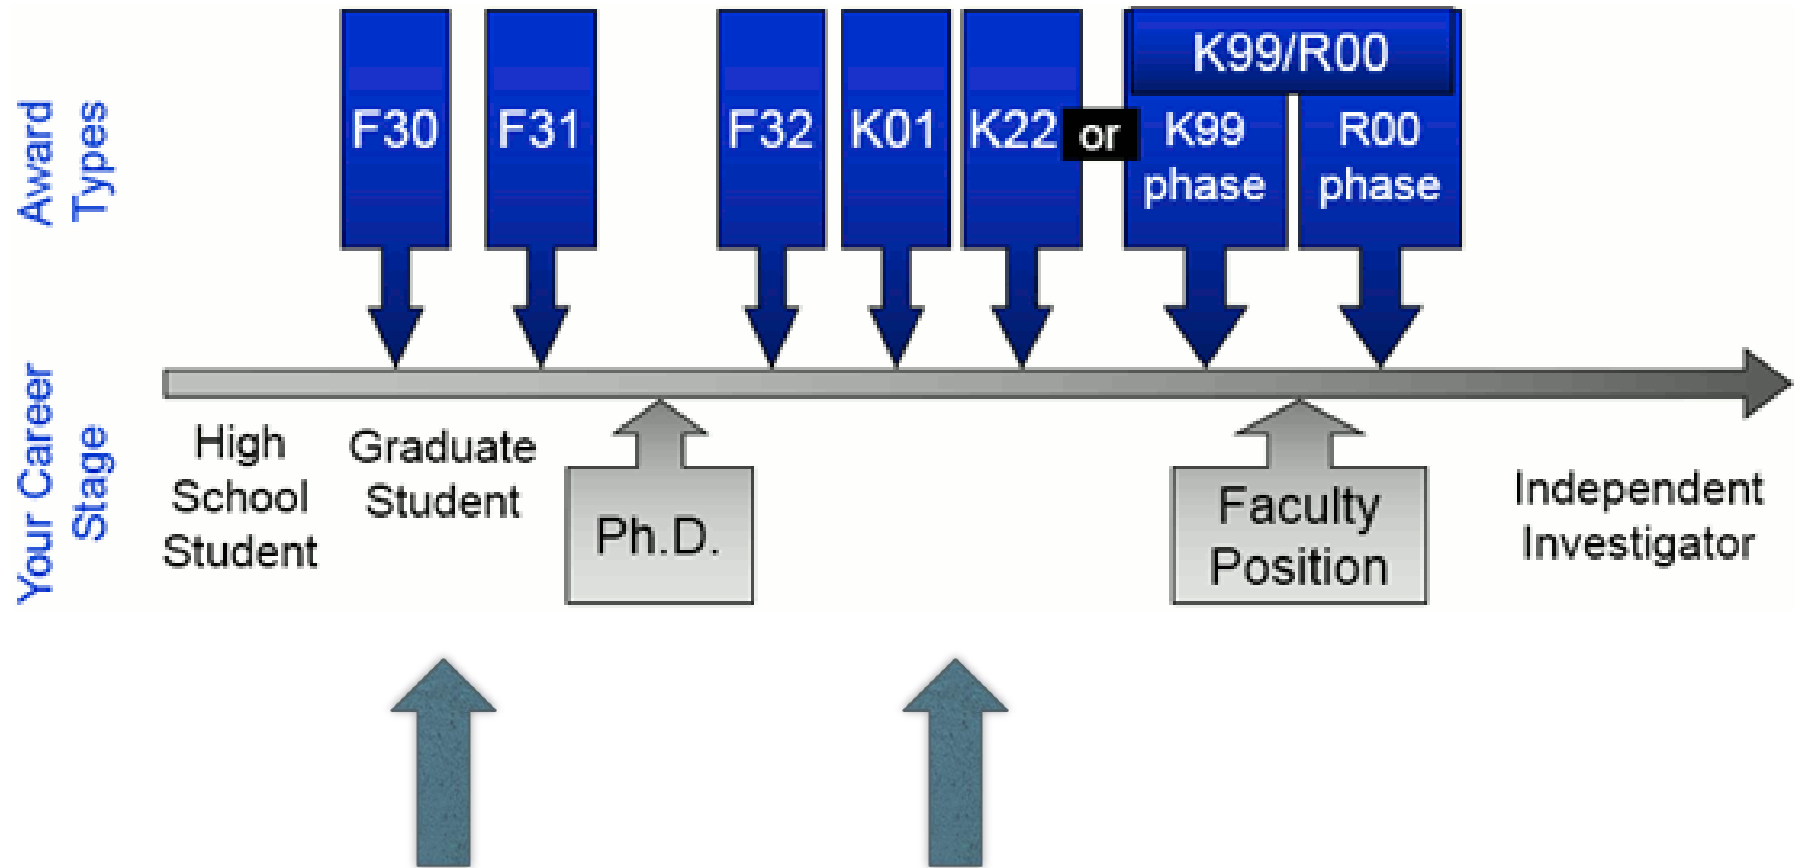 Award
Types
F30
F31
F32
K01
K22
or
K99/R00
K99
phase
R00
phase
Your Career
Stage
High
School
Student
Graduate
Student
Ph.D.
Faculty
Position
Independent
Investigator